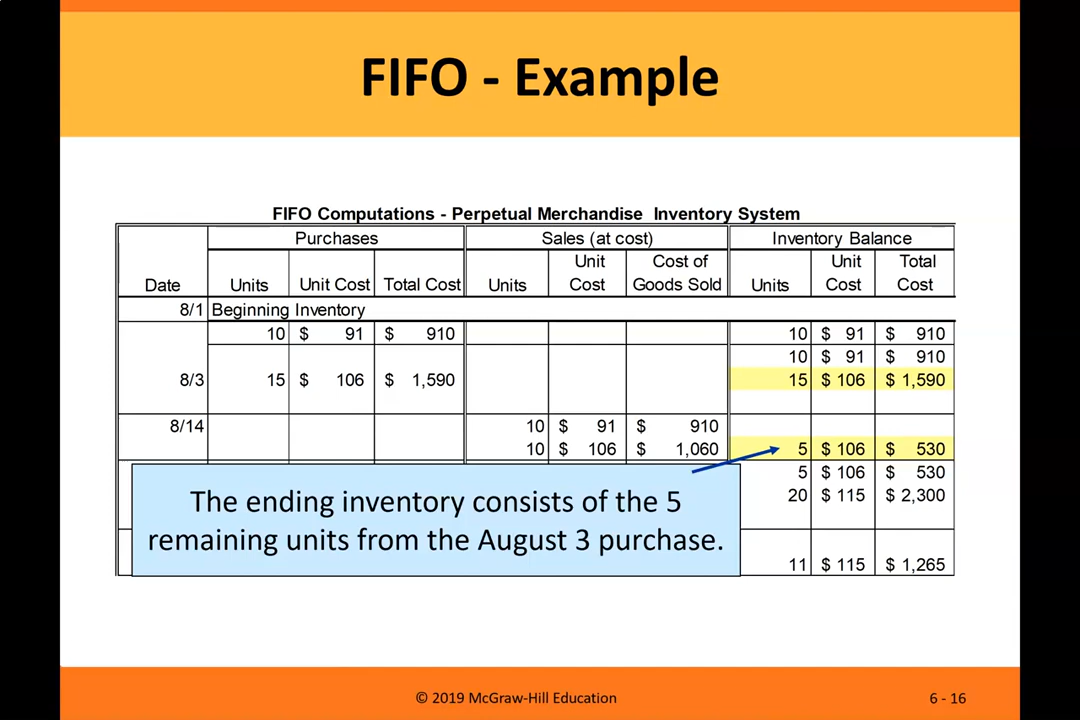 FIFO - Example
FIFO Computations - Perpetual Merchandise Inventory System
Purchases Sales (at cost) Inventory Balance
Unit Cost of Unit Total
Date Units Unit Cost Total Cost Units Cost Goods Sold Units Cost Cost
8/1 Beginning Inventory
10 $ 91 $ 910 10 $ 91 $ 910
10 $ 91 $ 910
8/3 15 $ 106 $ 1,590 15 $ 106 $ 1,590
8/14 10 $ 91 $ 910
10 $ 106 $ 1,060 5 $ 106 $ 530
5 $ 106 $ 530
20 $ 115 $ 2,300
11 $ 115 $ 1,265
The ending inventory consists of the 5
remaining units from the August 3 purchase.
© 2019 McGraw-Hill Education 6 - 16